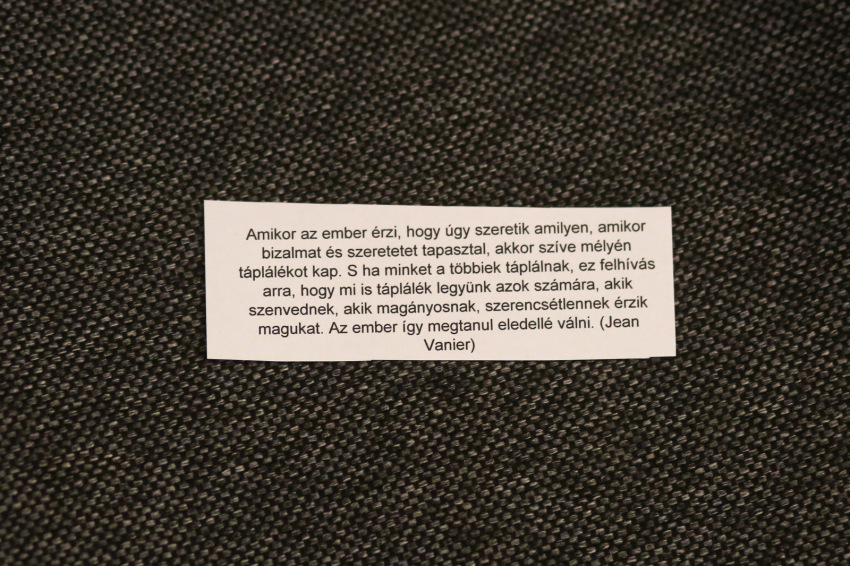 Amikor az ember érzi, hogy úgy szeretik amilyen, amikor
bizalmat és szeretetet tapasztal, akkor szíve mélyén
táplálékot kap. S ha minket a többiek táplálnak, ez felhívás
arra, hogy mi is táplálék legyünk azok számára, akik
szenvednek, akik magányosnak, szerencsétlennek érzik
magukat. Az ember így megtanul eledellé válni. (Jean
Vanier)